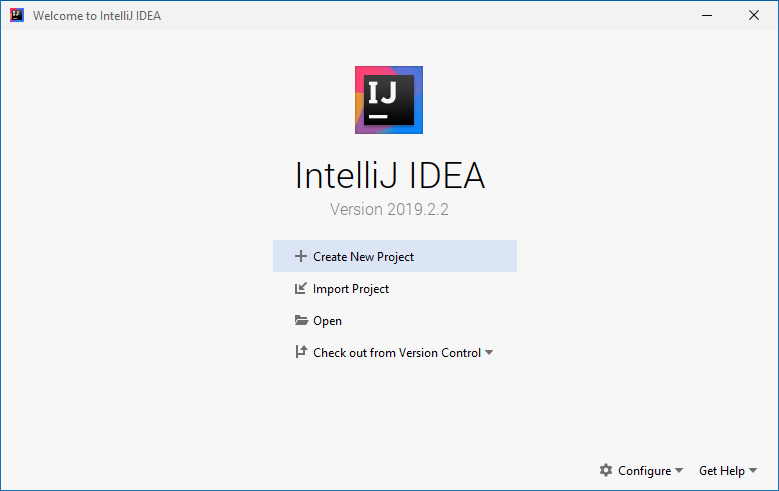 Welcome to IntelliJ IDEA
IJ
IntelliJ IDEA
Version 2019.2.2
Create New Project
Import Project
Open
Check out from Version Control
Configure Get Help